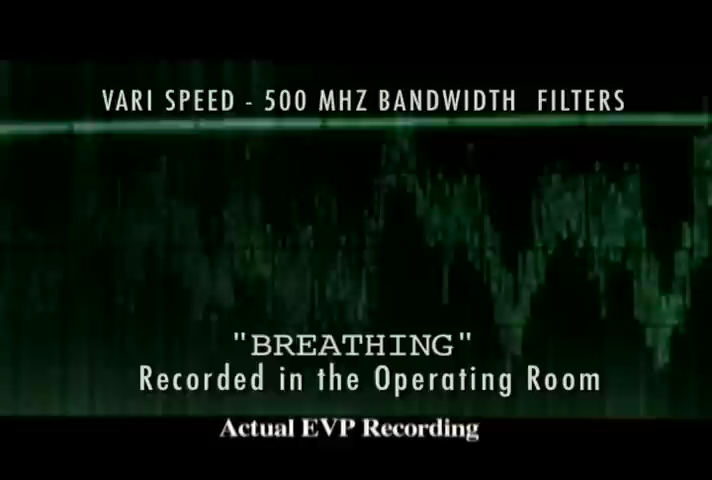 VARI SPEED - 500 MHZ BANDWIDTH FILTERS
"BREATHING"
Recorded in the Operating Room
Actual EVP Recording